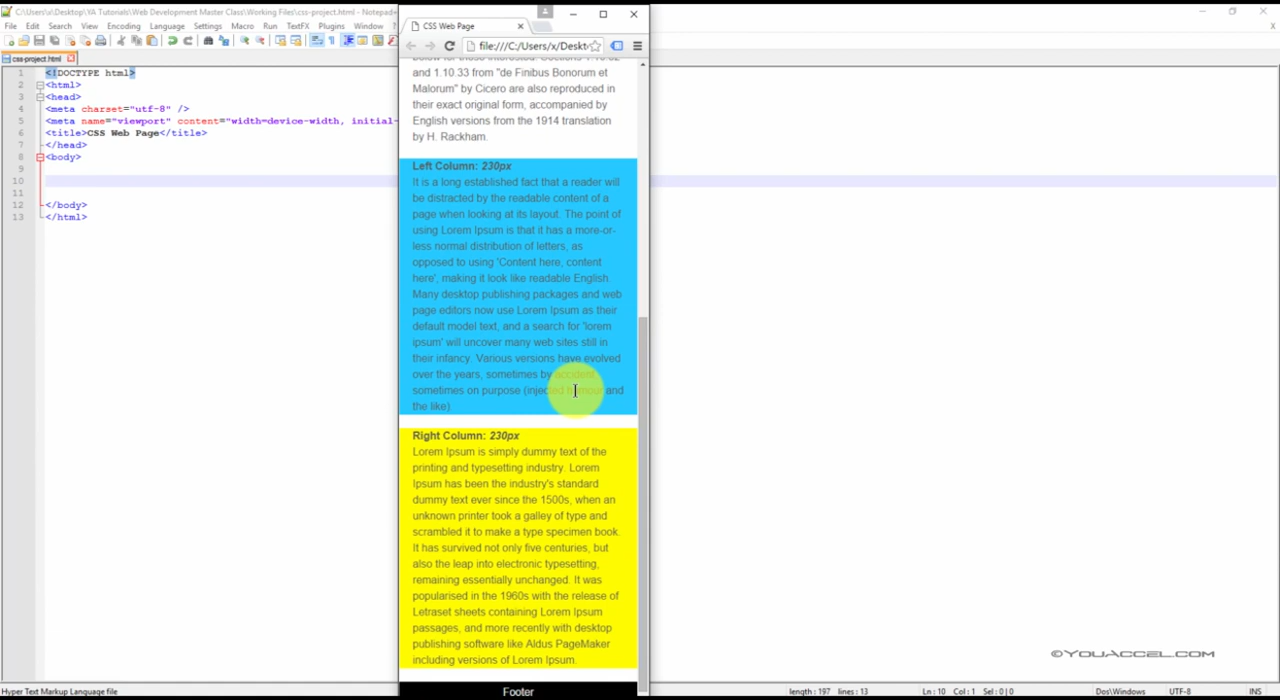 C:\Users\x\Desktop\YA Tutorials\Web Development Master Class\Working Files\css-project.html - Notepad+
File Edit Search View Encoding Language Settings Macro Run TextFX Plugins Window ?
css-project.html
1 <!DOCTYPE html>
2 <html>
3 <head>
4 <meta charset="utf-8" />
5 <meta name="viewport" content="width=device-width, initial-
6 <title>CSS Web Page</title>
7 </head>
8 <body>
9
10
11
12 </body>
13 </html>
CSS Web Page
file:///C:/Users/x/Deskt
and 1.10.33 from "de Finibus Bonorum et
Malorum" by Cicero are also reproduced in
their exact original form, accompanied by
English versions from the 1914 translation
by H. Rackham.
Left Column: 230px
It is a long established fact that a reader will
be distracted by the readable content of a
page when looking at its layout. The point of
using Lorem Ipsum is that it has a more-or-
less normal distribution of letters, as
opposed to using 'Content here, content
here', making it look like readable English.
Many desktop publishing packages and web
page editors now use Lorem Ipsum as their
default model text, and a search for 'lorem
ipsum' will uncover many web sites still in
their infancy. Various versions have evolved
over the years, sometimes by accident,
sometimes on purpose (injected humour and
the like)
Right Column: 230px
Lorem Ipsum is simply dummy text of the
printing and typesetting industry. Lorem
Ipsum has been the industry's standard
dummy text ever since the 1500s, when an
unknown printer took a galley of type and
scrambled it to make a type specimen book.
It has survived not only five centuries, but
also the leap into electronic typesetting,
remaining essentially unchanged. It was
popularised in the 1960s with the release of
Letraset sheets containing Lorem Ipsum
passages, and more recently with desktop
publishing software like Aldus PageMaker
including versions of Lorem Ipsum.
Footer
©YOUACCEL.COM
Hyper Text Markup Language file length : 197 lines : 13 Ln : 10 Col : 1 Sel : 0 | 0 Dos\Windows UTF-8 INS